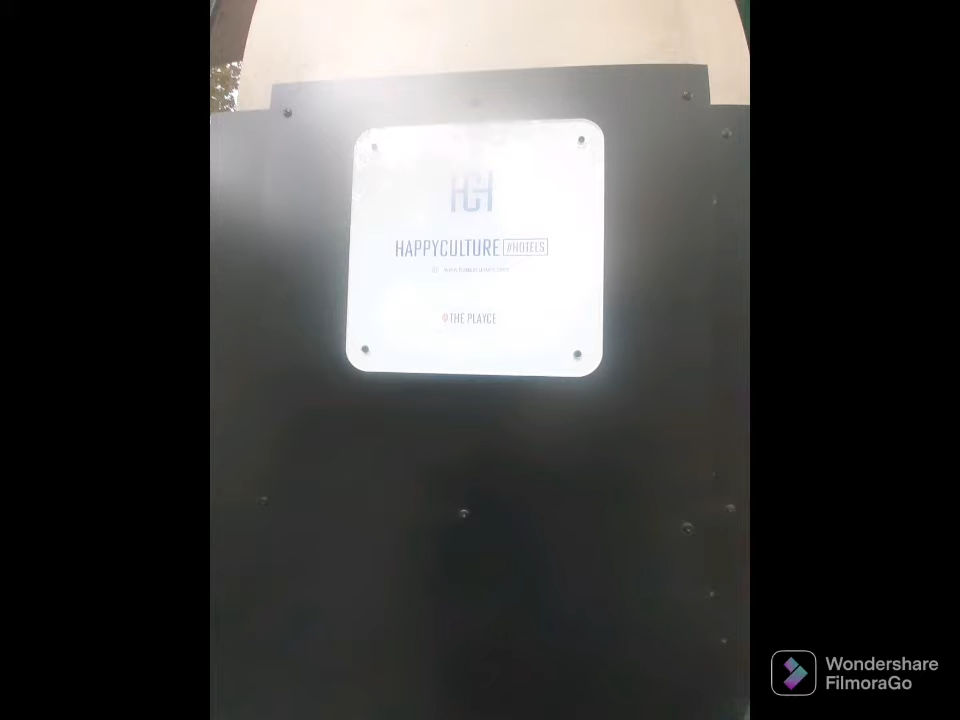 HCH
HAPPYCULTURE #HOTELS
THE PLAYCE
Wondershare
FilmoraGo